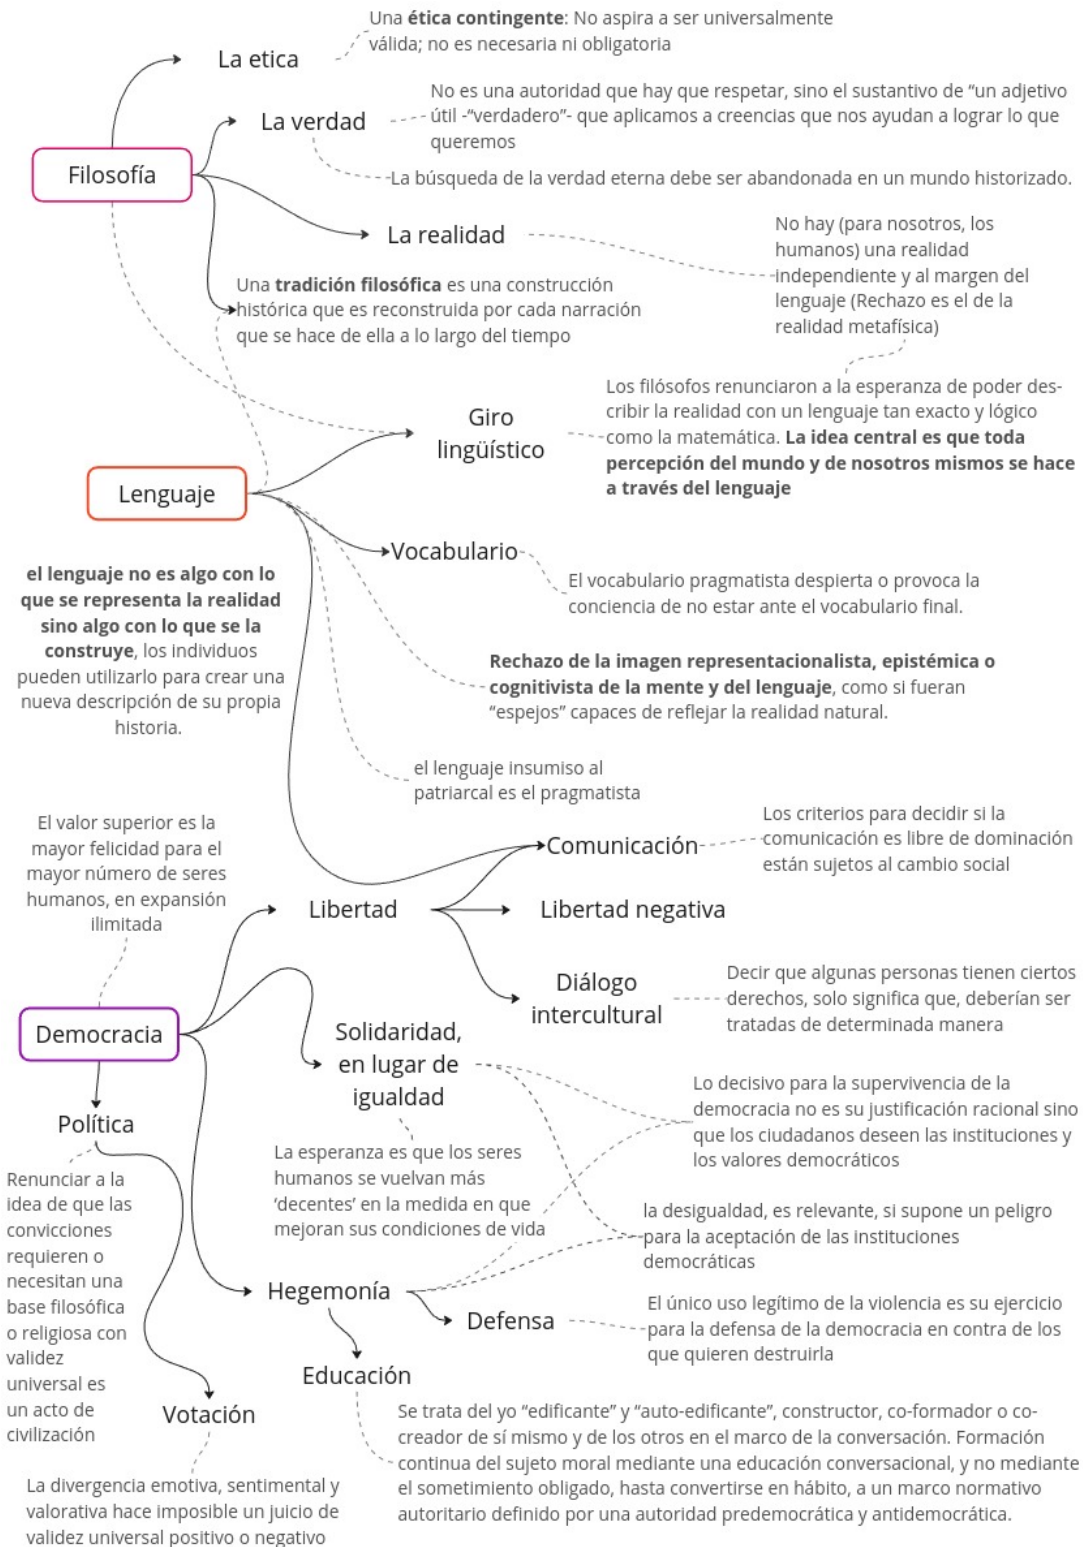 Una ética contingente: No aspira a ser universalmente
válida; no es necesaria ni obligatoria
La etica
No es una autoridad que hay que respetar, sino el sustantivo de “un adjetivo
útil -“verdadero”- que aplicamos a creencias que nos ayudan a lograr lo que
queremos
La verdad
Filosofía
La búsqueda de la verdad eterna debe ser abandonada en un mundo historizado.
La realidad
No hay (para nosotros, los
humanos) una realidad
independiente y al margen del
lenguaje (Rechazo es el de la
realidad metafísica)
Una tradición filosófica es una construcción
histórica que es reconstruida por cada narración
que se hace de ella a lo largo del tiempo
Giro
lingüístico
Los filósofos renunciaron a la esperanza de poder des-
cribir la realidad con un lenguaje tan exacto y lógico
como la matemática. La idea central es que toda
percepción del mundo y de nosotros mismos se hace
a través del lenguaje
Lenguaje
Vocabulario
El vocabulario pragmatista despierta o provoca la
conciencia de no estar ante el vocabulario final.
el lenguaje no es algo con lo
que se representa la realidad
sino algo con lo que se la
construye, los individuos
pueden utilizarlo para crear una
nueva descripción de su propia
historia.
Rechazo de la imagen representacionalista, epistémica o
cognitivista de la mente y del lenguaje, como si fueran
“espejos” capaces de reflejar la realidad natural.
el lenguaje insumiso al
patriarcal es el pragmatista
El valor superior es la
mayor felicidad para el
mayor número de seres
humanos, en expansión
ilimitada
Comunicación
Los criterios para decidir si la
comunicación es libre de dominación
están sujetos al cambio social
Libertad
Libertad negativa
Diálogo
intercultural
Decir que algunas personas tienen ciertos
derechos, solo significa que, deberían ser
tratadas de determinada manera
Democracia
Solidaridad,
en lugar de
igualdad
Lo decisivo para la supervivencia de la
democracia no es su justificación racional sino
que los ciudadanos deseen las instituciones y
los valores democráticos
Política
La esperanza es que los seres
humanos se vuelvan más
‘decentes’ en la medida en que
mejoran sus condiciones de vida
Renunciar a la
idea de que las
convicciones
requieren o
necesitan una
base filosófica
o religiosa con
validez
universal es
un acto de
civilización
la desigualdad, es relevante, si supone un peligro
para la aceptación de las instituciones
democráticas
Hegemonía
Defensa
El único uso legítimo de la violencia es su ejercicio
para la defensa de la democracia en contra de los
que quieren destruirla
Educación
Votación
Se trata del yo “edificante” y “auto-edificante”, constructor, co-formador o co-
creador de sí mismo y de los otros en el marco de la conversación. Formación
continua del sujeto moral mediante una educación conversacional, y no mediante
el sometimiento obligado, hasta convertirse en hábito, a un marco normativo
autoritario definido por una autoridad predemocrática y antidemocrática.
La divergencia emotiva, sentimental y
valorativa hace imposible un juicio de
validez universal positivo o negativo